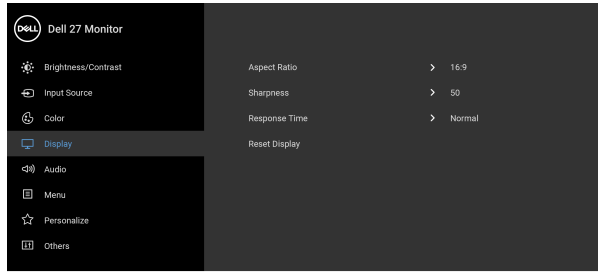 DELL Dell 27 Monitor
Brightness/Contrast
Input Source
Color
Display
Audio
Menu
Personalize
Others
Aspect Ratio > 16:9
Sharpness > 50
Response Time > Normal
Reset Display